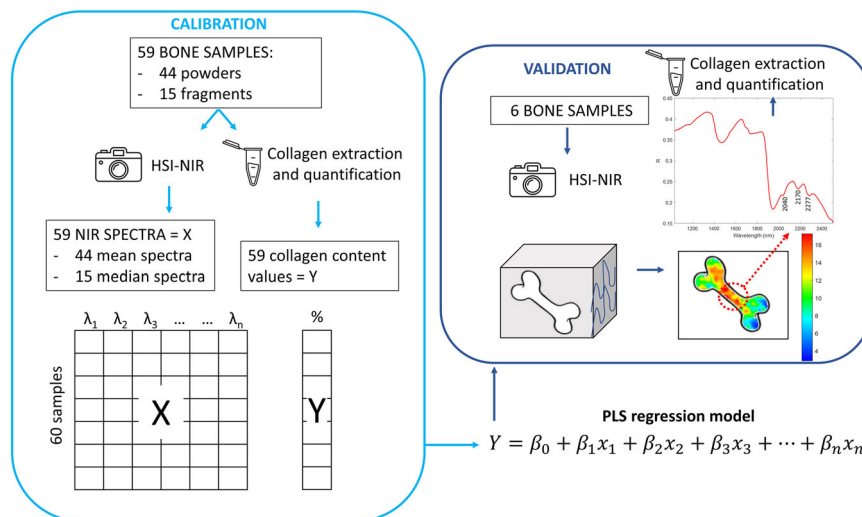 CALIBRATION
59 BONE SAMPLES:
- 44 powders
- 15 fragments
HSI-NIR
Collagen extraction
and quantification
59 NIR SPECTRA = X
- 44 mean spectra
- 15 median spectra
59 collagen content
values = Y
λ1 λ2 λ3 ... ... λn
%
60 samples
X
Y
VALIDATION
6 BONE SAMPLES
HSI-NIR
Collagen extraction
and quantification
0.45
0.4
0.35
0.3
0.25
0.2
0.15
R
2080
2170
2277
1200 1400 1600 1800 2000 2200 2400
Wavelength (nm)
16
14
12
10
8
6
4
PLS regression model
Y = β0 + β1x1 + β2x2 + β3x3 + ⋯ + βnxn